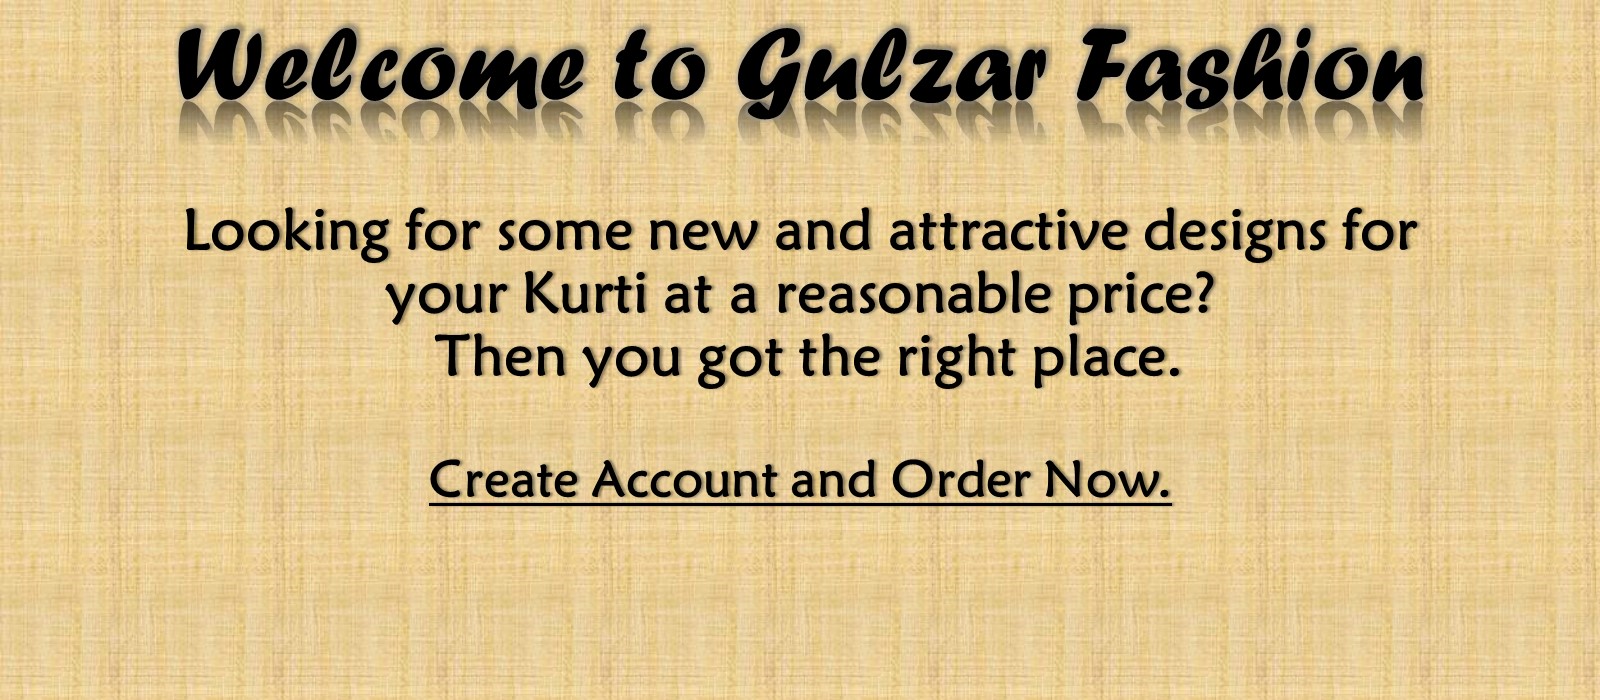 Welcome to Gulzar Fashion
Looking for some new and attractive designs for
your Kurti at a reasonable price?
Then you got the right place.
Create Account and Order Now.